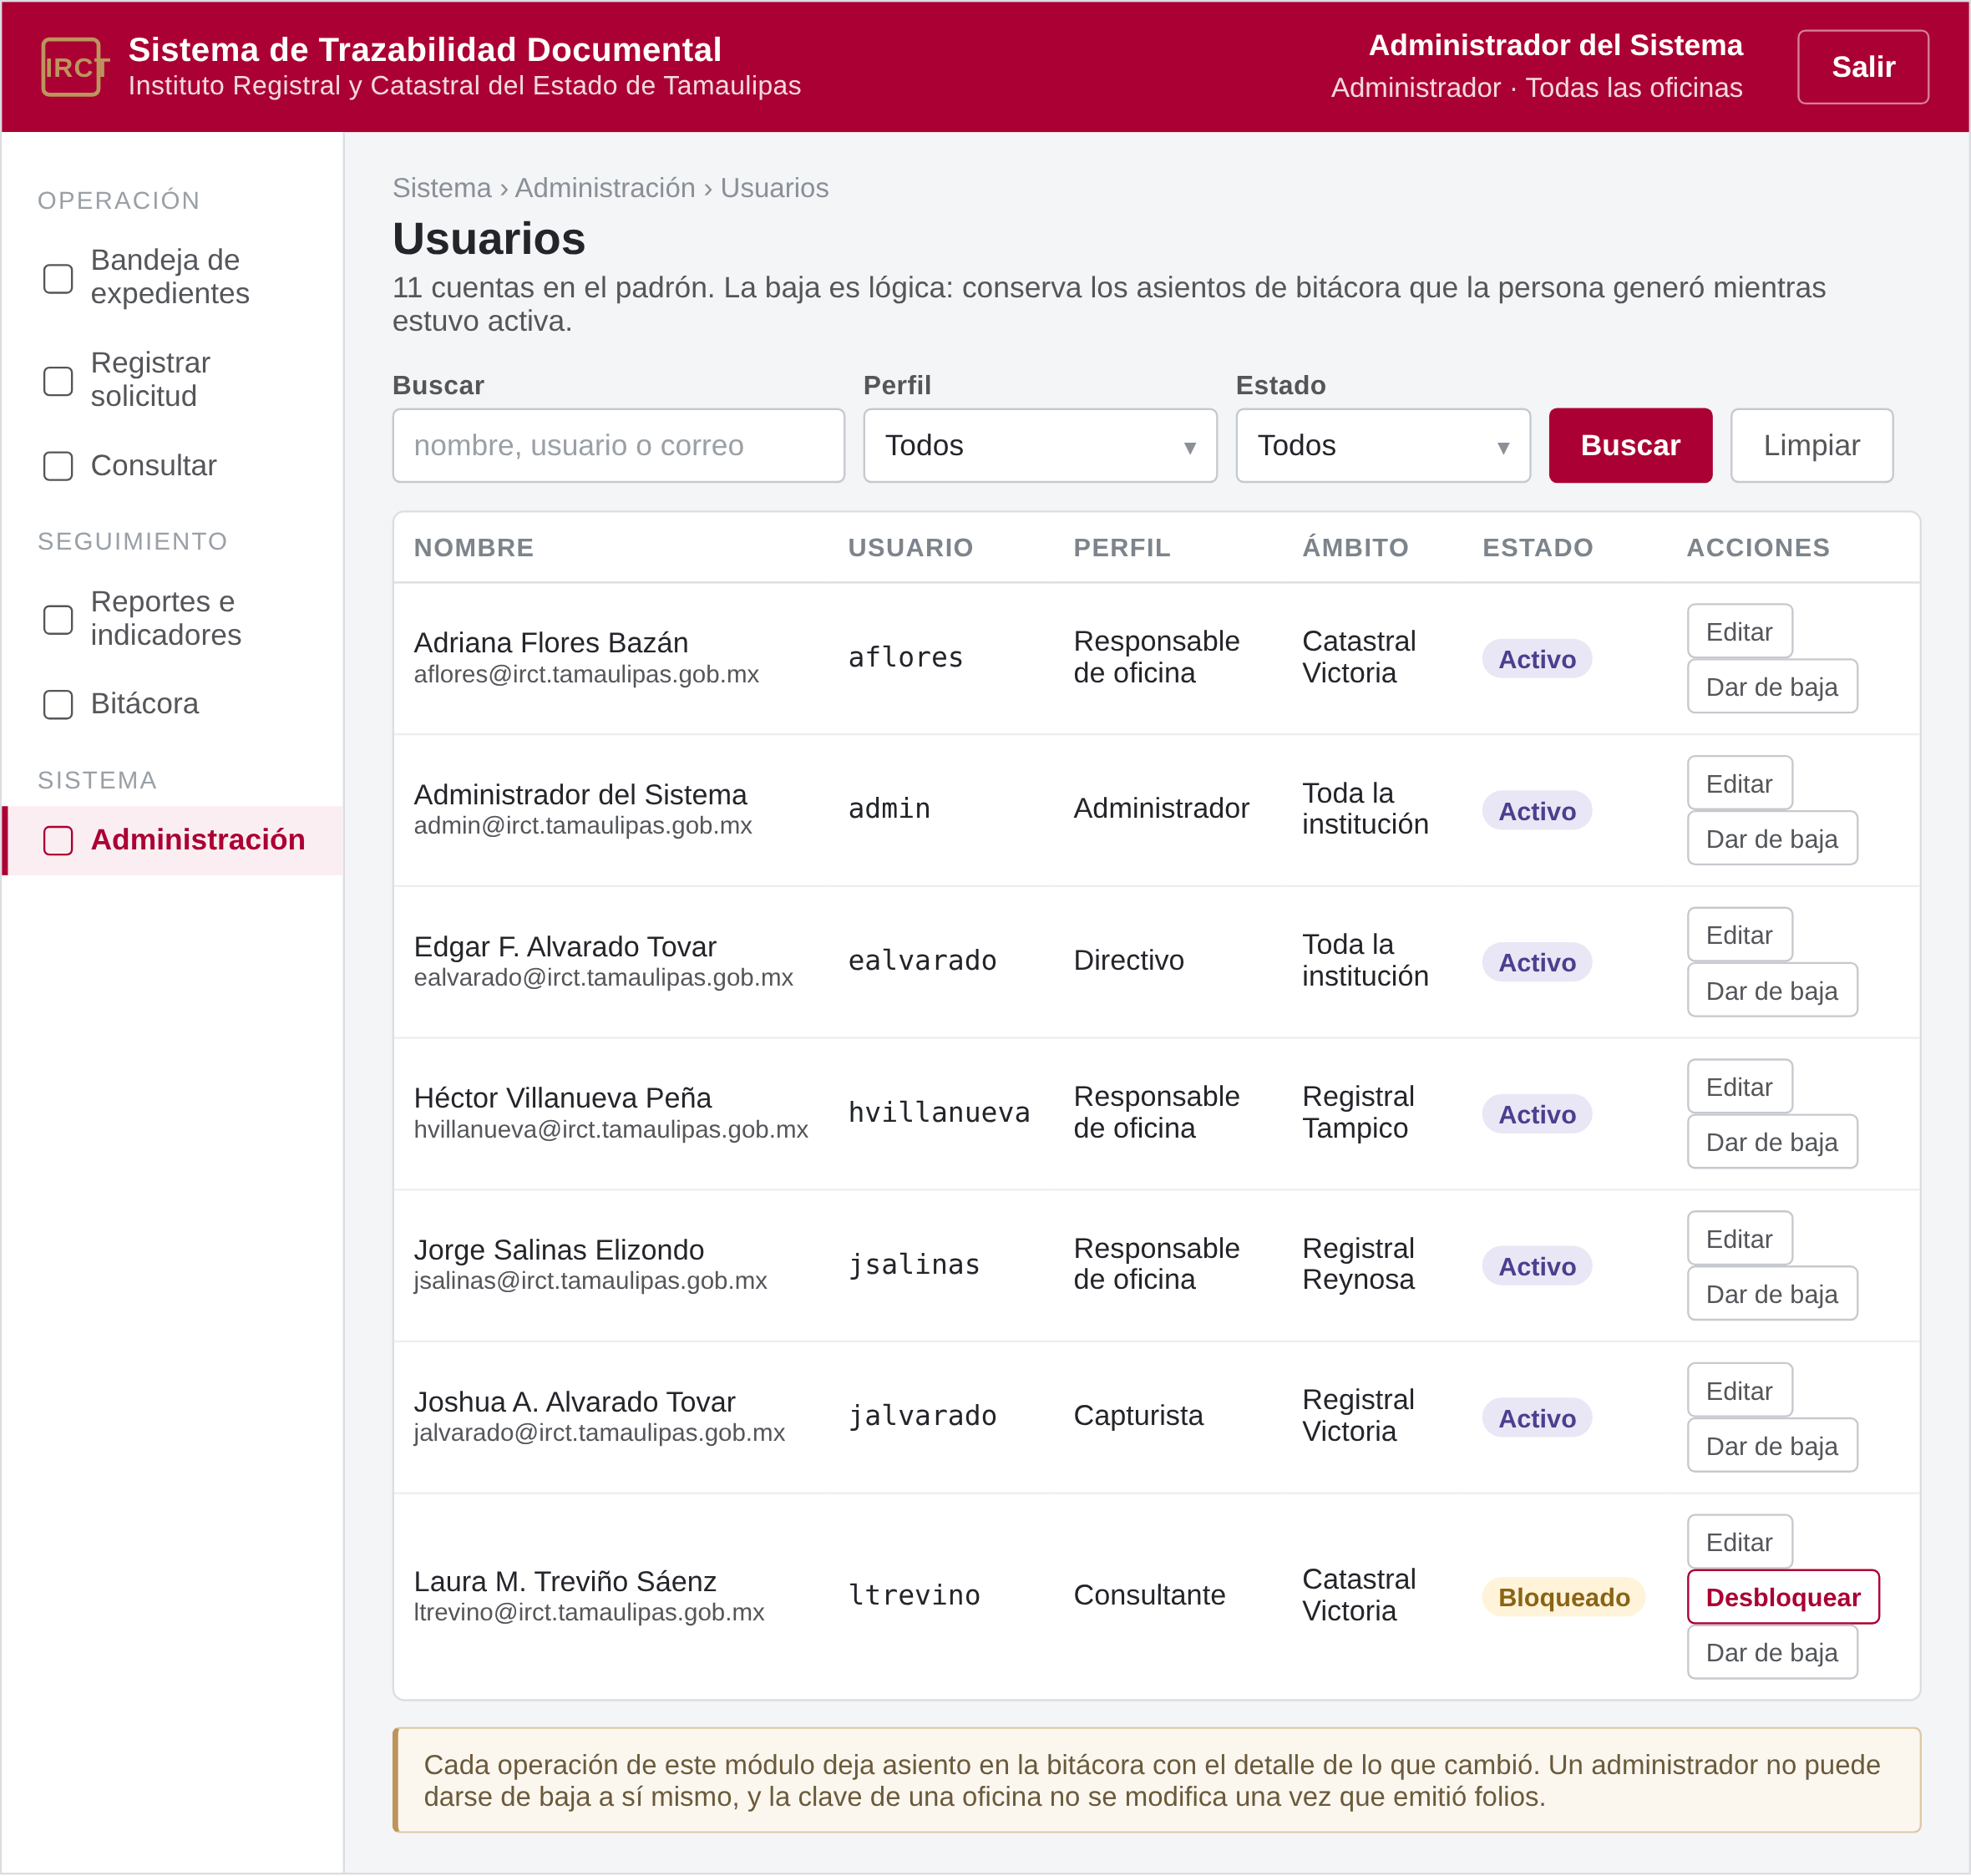 IRCT
Sistema de Trazabilidad Documental
Instituto Registral y Catastral del Estado de Tamaulipas
Administrador del Sistema
Administrador · Todas las oficinas
Salir
OPERACIÓN
Bandeja de
expedientes
Registrar
solicitud
Consultar
SEGUIMIENTO
Reportes e
indicadores
Bitácora
SISTEMA
Administración
Sistema › Administración › Usuarios
Usuarios
11 cuentas en el padrón. La baja es lógica: conserva los asientos de bitácora que la persona generó mientras
estuvo activa.
Buscar
Perfil
Estado
nombre, usuario o correo
Todos
Todos
Buscar
Limpiar
NOMBRE USUARIO PERFIL ÁMBITO ESTADO ACCIONES
Adriana Flores Bazán
aflores@irct.tamaulipas.gob.mx
aflores
Responsable
de oficina
Catastral
Victoria
Activo
Editar
Dar de baja
Administrador del Sistema
admin@irct.tamaulipas.gob.mx
admin
Administrador
Toda la
institución
Activo
Editar
Dar de baja
Edgar F. Alvarado Tovar
ealvarado@irct.tamaulipas.gob.mx
ealvarado
Directivo
Toda la
institución
Activo
Editar
Dar de baja
Héctor Villanueva Peña
hvillanueva@irct.tamaulipas.gob.mx
hvillanueva
Responsable
de oficina
Registral
Tampico
Activo
Editar
Dar de baja
Jorge Salinas Elizondo
jsalinas@irct.tamaulipas.gob.mx
jsalinas
Responsable
de oficina
Registral
Reynosa
Activo
Editar
Dar de baja
Joshua A. Alvarado Tovar
jalvarado@irct.tamaulipas.gob.mx
jalvarado
Capturista
Registral
Victoria
Activo
Editar
Dar de baja
Laura M. Treviño Sáenz
ltrevino@irct.tamaulipas.gob.mx
ltrevino
Consultante
Catastral
Victoria
Bloqueado
Editar
Desbloquear
Dar de baja
Cada operación de este módulo deja asiento en la bitácora con el detalle de lo que cambió. Un administrador no puede
darse de baja a sí mismo, y la clave de una oficina no se modifica una vez que emitió folios.